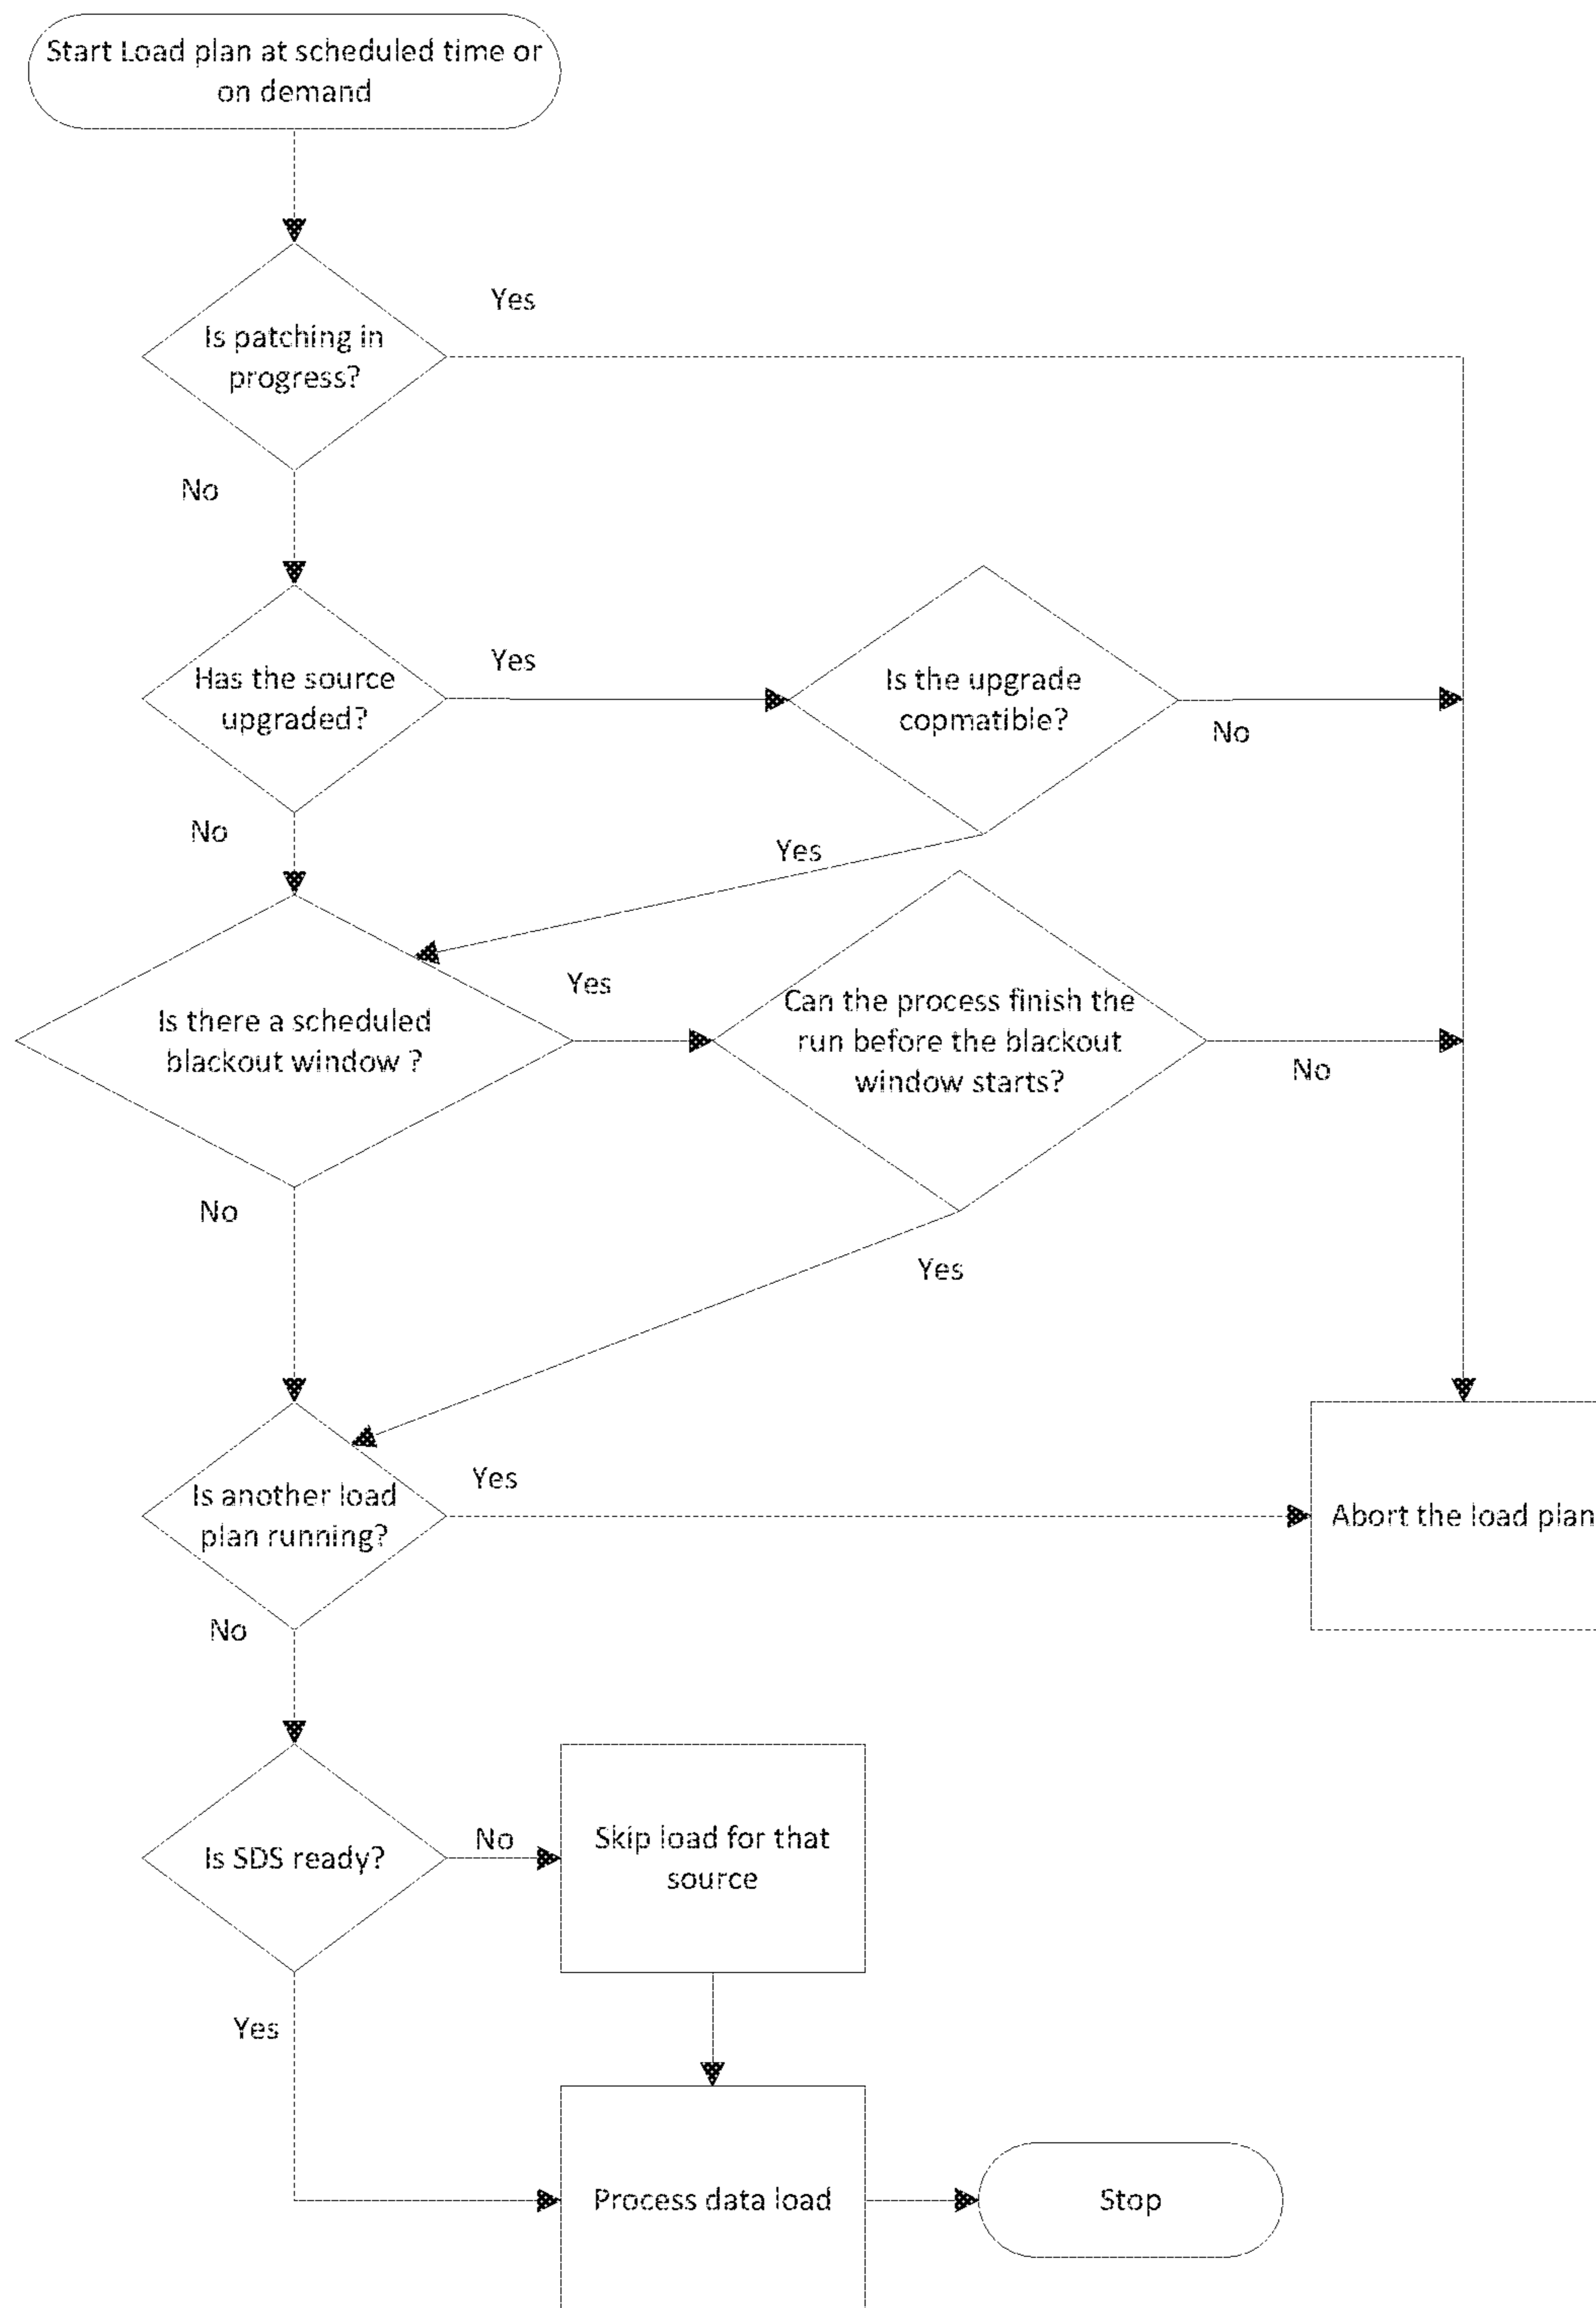 Start Load plan at scheduled time or
on demand
Yes
Is patching in
progress?
No
Yes
Has the source
upgraded?
Is the upgrade
copmatible?
No
No
Yes
Yes
Is there a scheduled
blackout window ?
Can the process finish the
run before the blackout
window starts?
No
No
Yes
Yes
Is another load
plan running?
Abort the load plan
No
Is SDS ready?
No
Skip load for that
source
Yes
Process data load
Stop